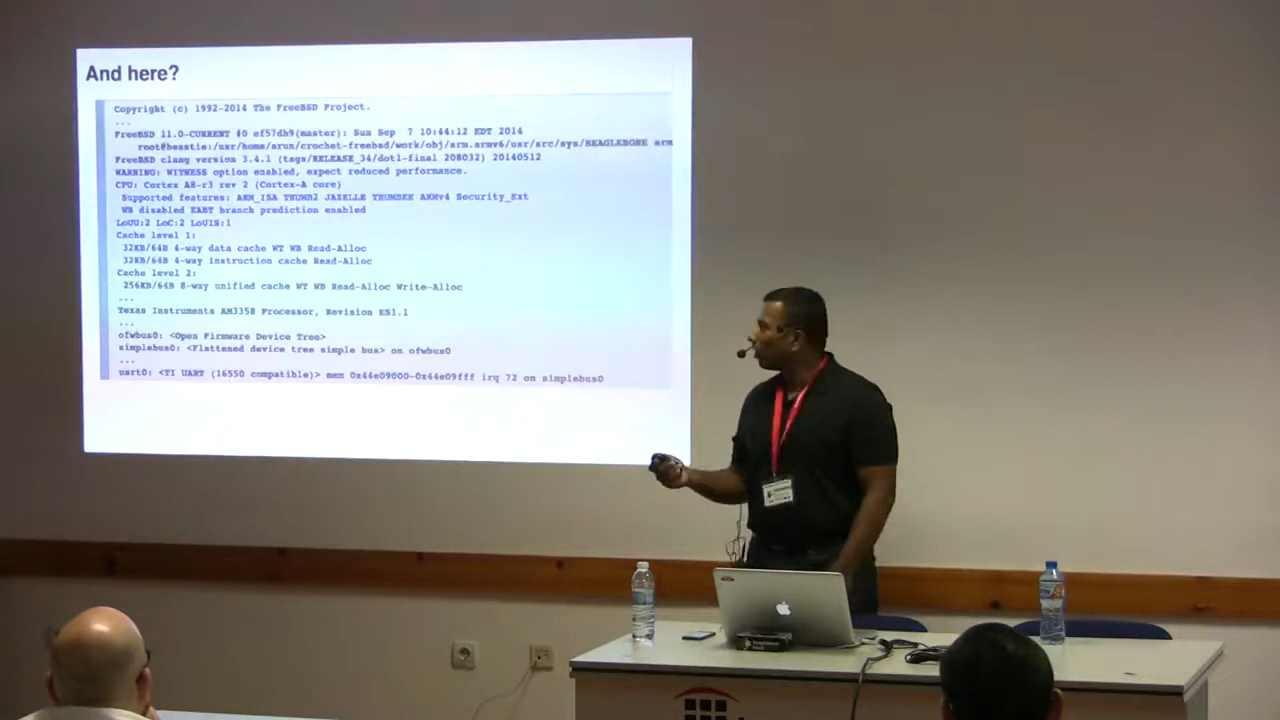 And here?
Copyright (c) 1992-2014 The FreeBSD Project.
...
FreeBSD 11.0-CURRENT #0 ef57db9(master): Sun Sep 7 10:44:12 EDT 2014
root@beastie:/usr/home/arun/crochet-freebsd/work/obj/arm.armv6/usr/src/sys/BEAGLEBONE arm
FreeBSD clang version 3.4.1 (tags/RELEASE_34/dot1-final 208032) 20140512
WARNING: WITNESS option enabled, expect reduced performance.
CPU: Cortex A8-r3 rev 2 (Cortex-A core)
Supported features: ARM_ISA THUMB2 JAZELLE THUMBEE ARMv4 Security_Ext
WB disabled EABT branch prediction enabled
LoUU:2 LoC:2 LoUIS:1
Cache level 1:
32KB/64B 4-way data cache WT WB Read-Alloc
32KB/64B 4-way instruction cache Read-Alloc
Cache level 2:
256KB/64B 8-way unified cache WT WB Read-Alloc Write-Alloc
...
Texas Instruments AM3358 Processor, Revision ES1.1
...
ofwbus0: <Open Firmware Device Tree>
simplebus0: <Flattened device tree simple bus> on ofwbus0
...
uart0: <TI UART (16550 compatible)> mem 0x44e09000-0x44e09fff irq 72 on simplebus0